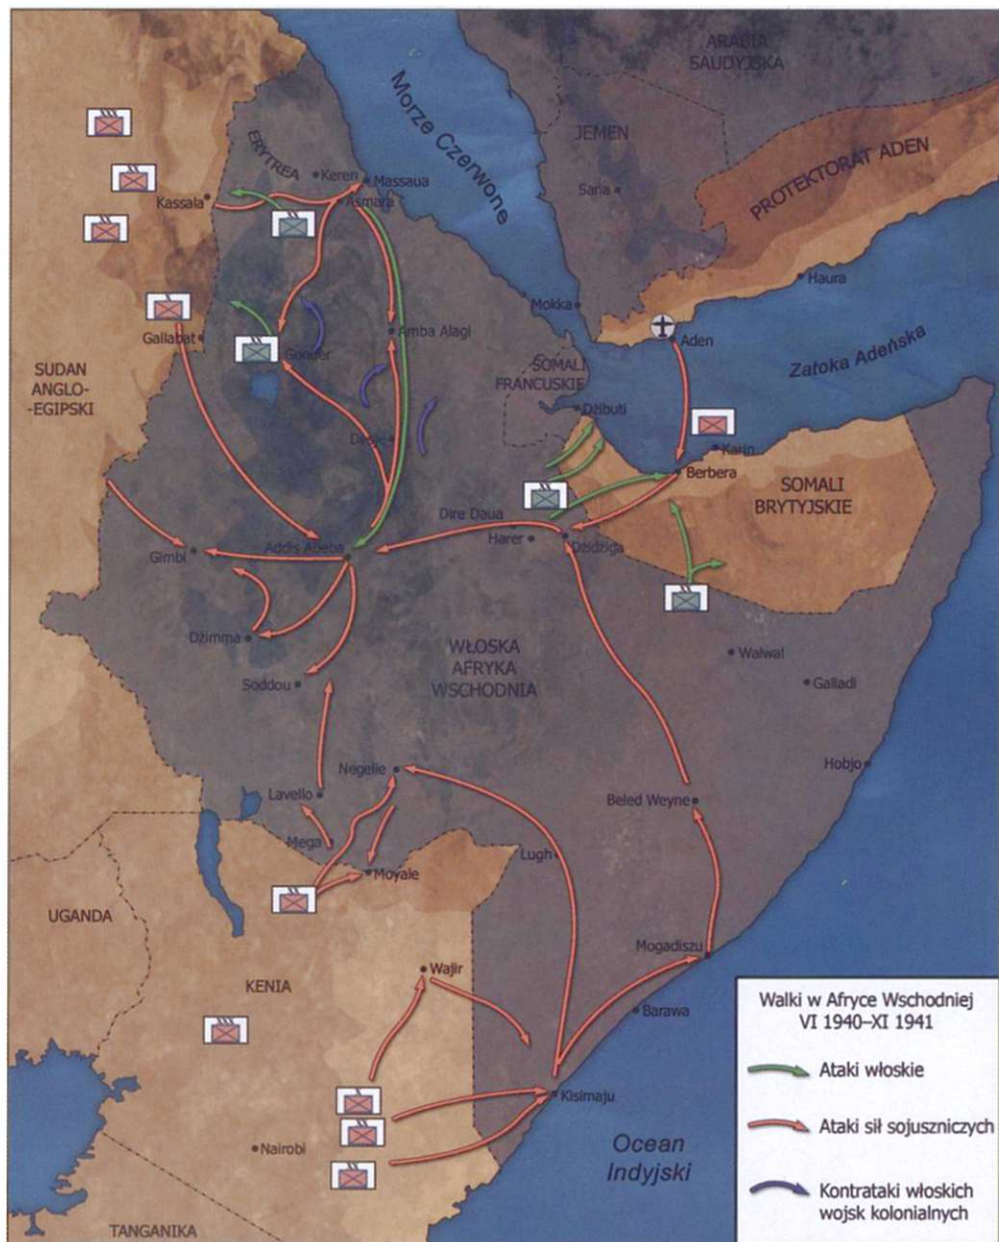 ARABIA
SAUDYJSKA
Morze Czerwone
JEMEN
PROTEKTORAT ADEN
ERYTREA
Keren
Massaua
Kassala
Asmara
Sana
Haura
Mokka
Gallabat
Amba Alagi
Aden
Zatoka Adeńska
Gonder
SUDAN
ANGLO-
-EGIPSKI
SOMALI
FRANCUSKIE
Dżibuti
Karin
Berbera
SOMALI
BRYTYJSKIE
Dire Daua
Harer
Dżidżiga
Gimbi
Addis Abeba
Dżimma
WŁOSKA
AFRYKA
WSCHODNIA
Walwal
Soddou
Galladi
Negelle
Hobjo
Lavello
Beled Weyne
Mega
Lugh
Moyale
UGANDA
Mogadiszu
Wajir
KENIA
Barawa
Kisimaju
Nairobi
Ocean
Indyjski
TANGANIKA
Walki w Afryce Wschodniej
VI 1940–XI 1941
Ataki włoskie
Ataki sił sojuszniczych
Kontrataki włoskich
wojsk kolonialnych